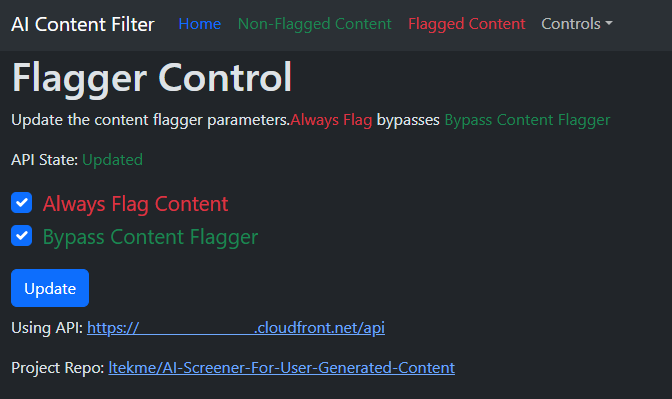 AI Content Filter Home Non-Flagged Content Flagged Content Controls
Flagger Control
Update the content flagger parameters.Always Flag bypasses Bypass Content Flagger
API State: Updated
Always Flag Content
Bypass Content Flagger
Update
Using API: https://                .cloudfront.net/api
Project Repo: ltekme/AI-Screener-For-User-Generated-Content